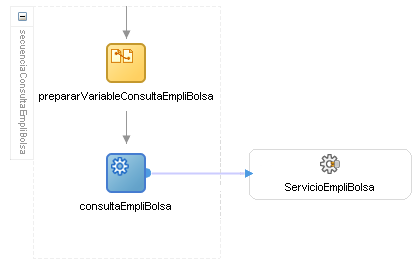 secuenciaConsultaEmpliBolsa
prepararVariableConsultaEmpliBolsa
consultaEmpliBolsa
ServicioEmpliBolsa